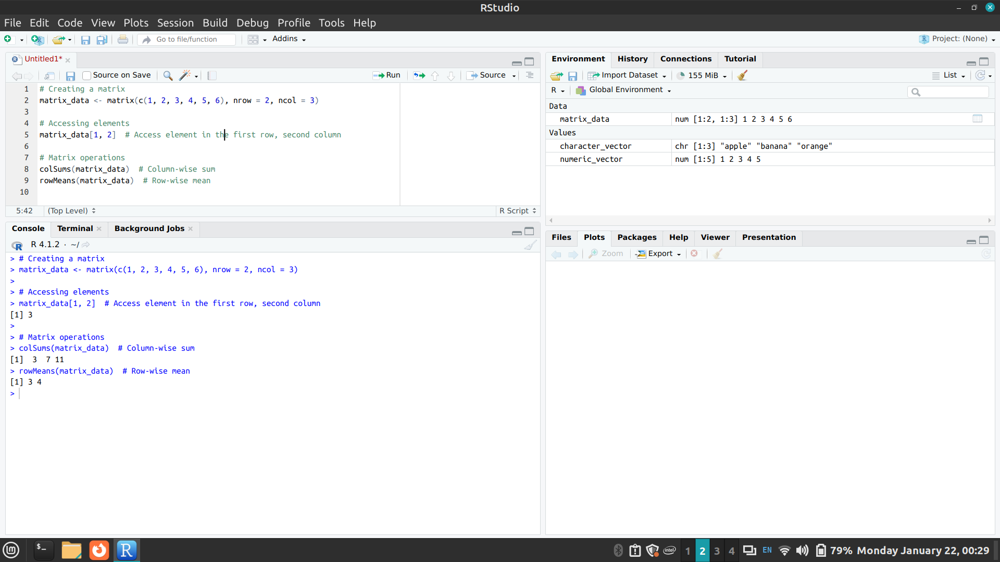 RStudio
File Edit Code View Plots Session Build Debug Profile Tools Help
Go to file/function Addins Project: (None)
Untitled1*
Source on Save Run Source
1 # Creating a matrix
2 matrix_data <- matrix(c(1, 2, 3, 4, 5, 6), nrow = 2, ncol = 3)
3
4 # Accessing elements
5 matrix_data[1, 2]  # Access element in the first row, second column
6
7 # Matrix operations
8 colSums(matrix_data)  # Column-wise sum
9 rowMeans(matrix_data)  # Row-wise mean
10
5:42 (Top Level) R Script
Console Terminal Background Jobs
R 4.1.2 · ~/
> # Creating a matrix
> matrix_data <- matrix(c(1, 2, 3, 4, 5, 6), nrow = 2, ncol = 3)
>
> # Accessing elements
> matrix_data[1, 2]  # Access element in the first row, second column
[1] 3
>
> # Matrix operations
> colSums(matrix_data)  # Column-wise sum
[1]  3  7 11
> rowMeans(matrix_data)  # Row-wise mean
[1] 3 4
>
Environment History Connections Tutorial
Import Dataset 155 MiB List
R Global Environment
Data
matrix_data num [1:2, 1:3] 1 2 3 4 5 6
Values
character_vector chr [1:3] "apple" "banana" "orange"
numeric_vector num [1:5] 1 2 3 4 5
Files Plots Packages Help Viewer Presentation
Zoom Export
lm $_ R intel 1 2 3 4 EN 79% Monday January 22, 00:29